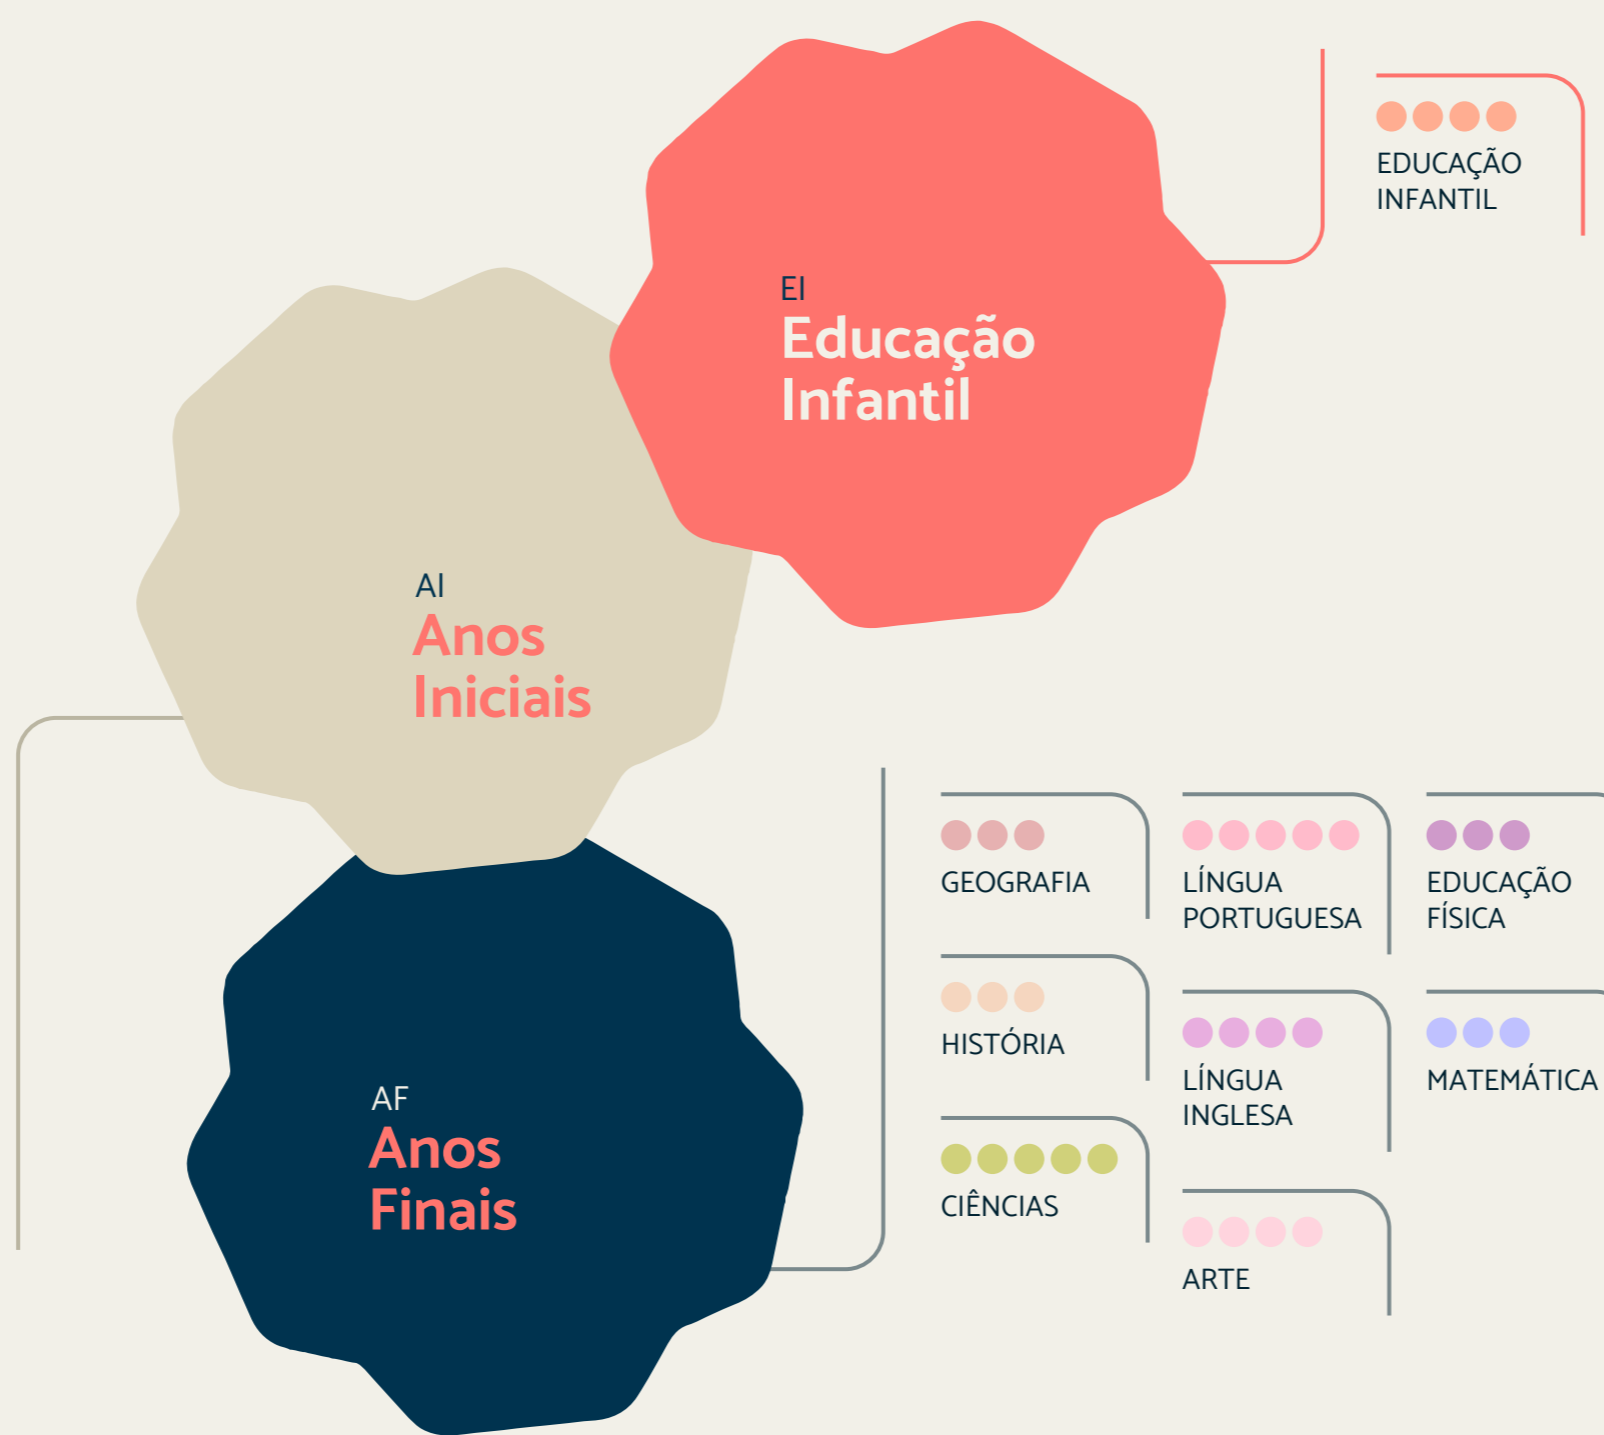 EDUCAÇÃO
INFANTIL
EI
Educação
Infantil
AI
Anos
Iniciais
AF
Anos
Finais
GEOGRAFIA
HISTÓRIA
CIÊNCIAS
LÍNGUA
PORTUGUESA
LÍNGUA
INGLESA
ARTE
EDUCAÇÃO
FÍSICA
MATEMÁTICA